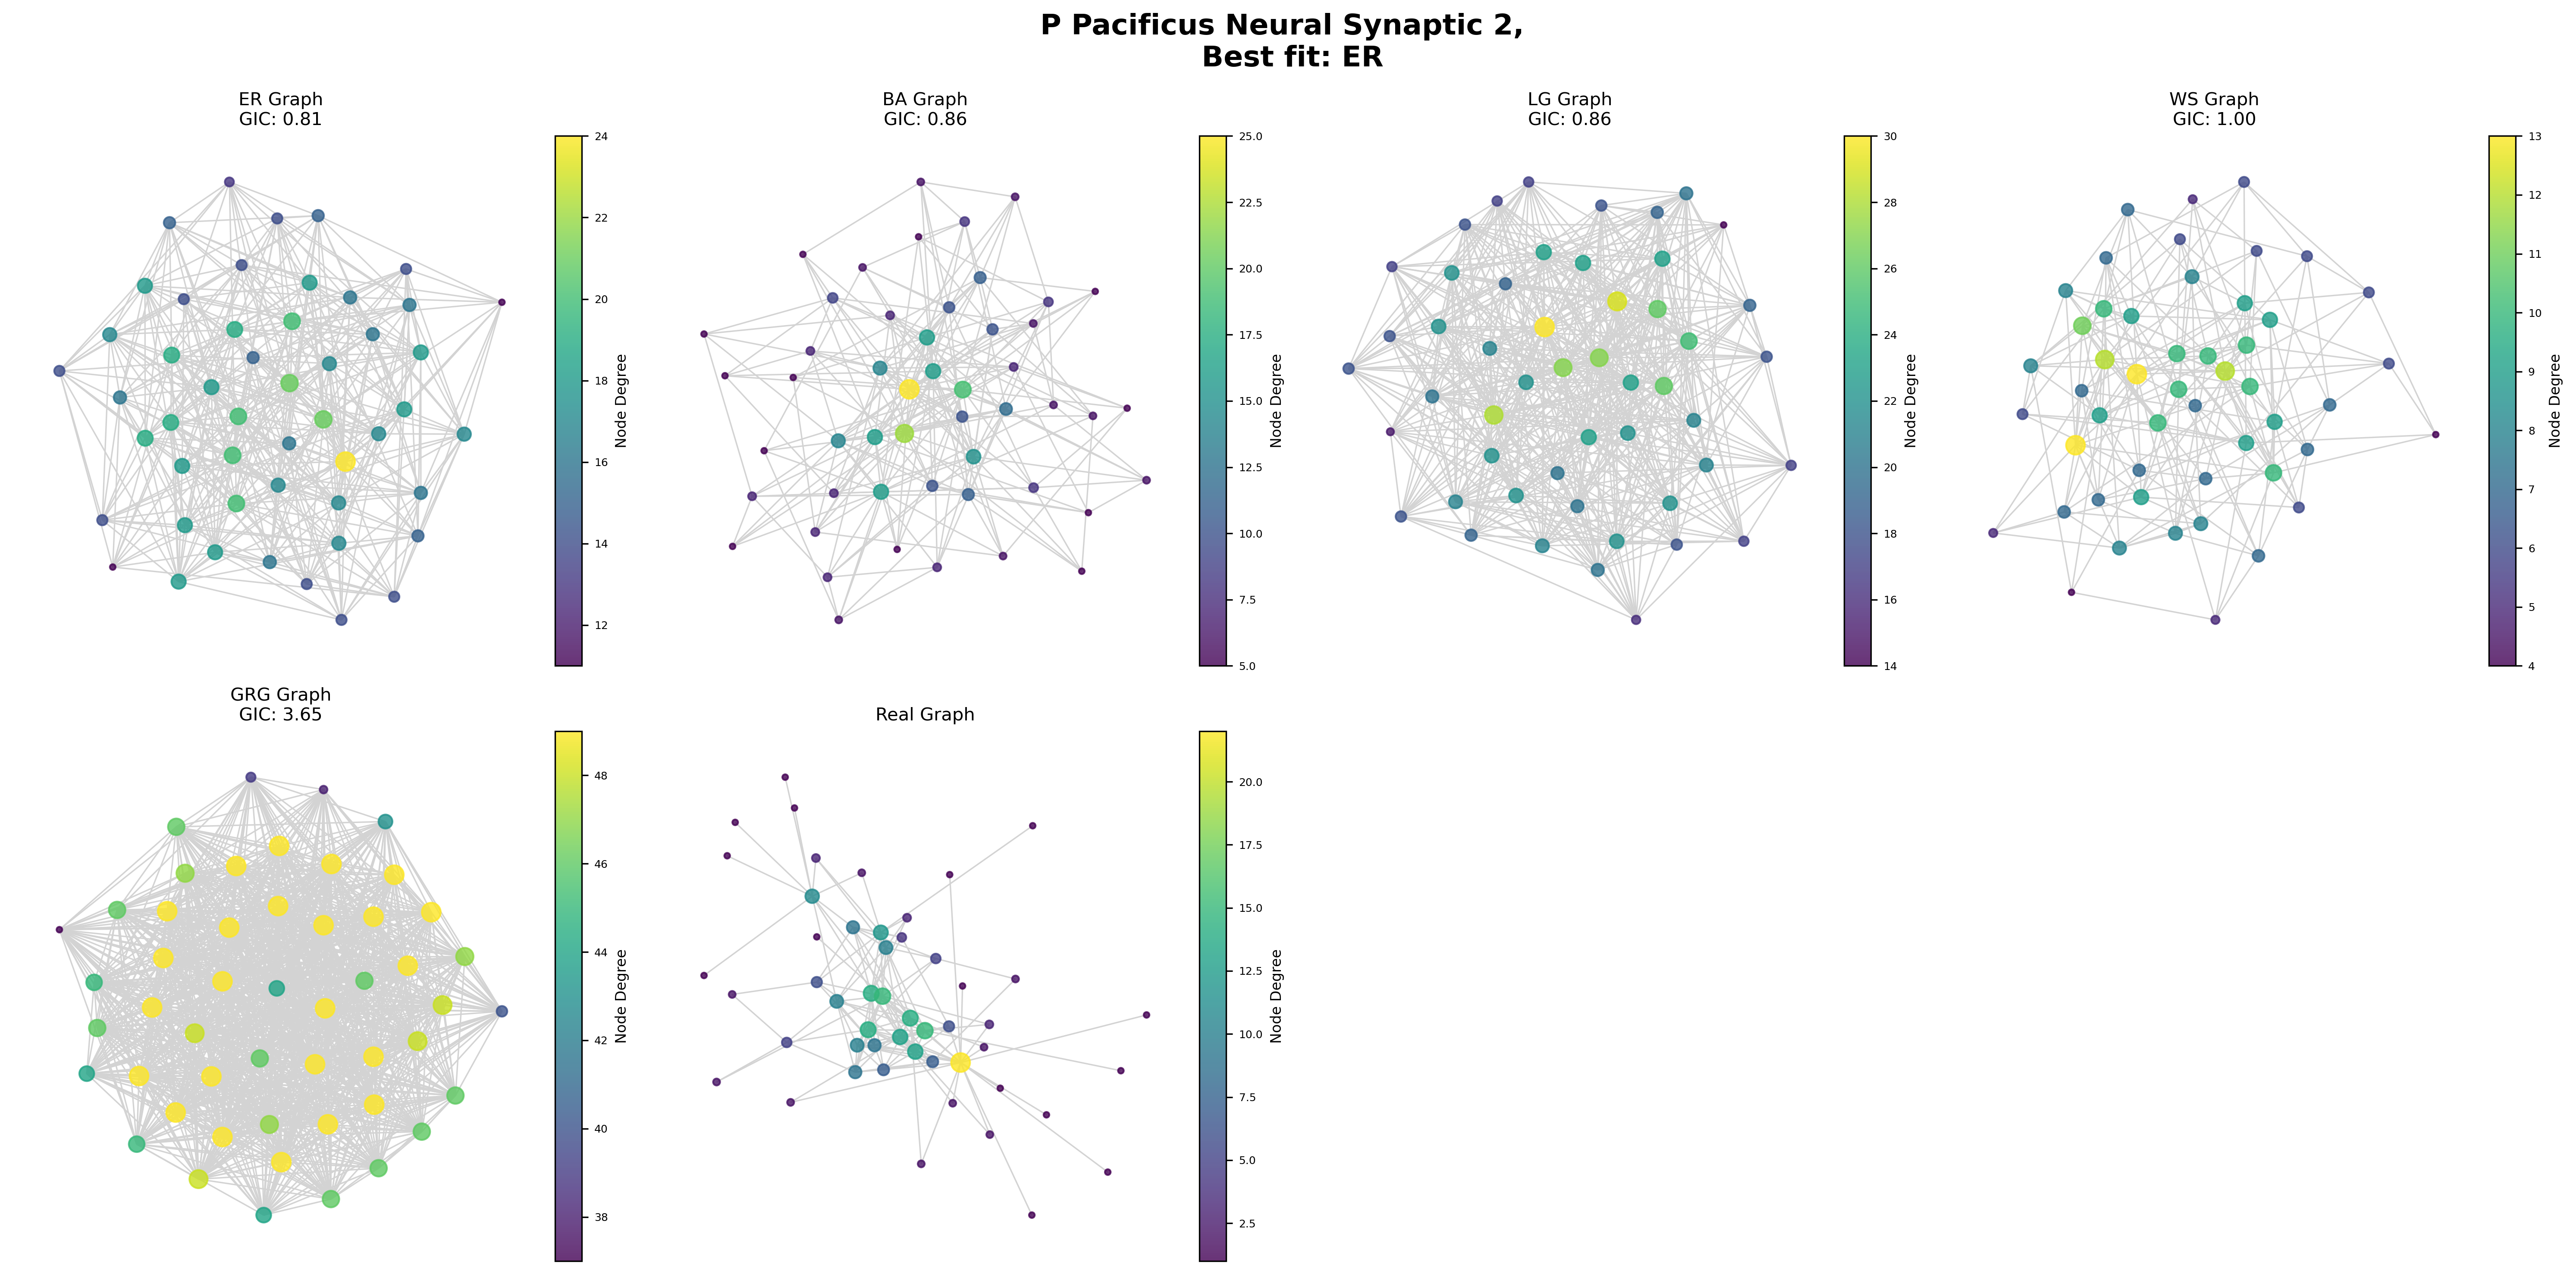 P Pacificus Neural Synaptic 2,
Best fit: ER
ER Graph
GIC: 0.81
24
22
20
18
16
14
12
Node Degree
BA Graph
GIC: 0.86
25.0
22.5
20.0
17.5
15.0
12.5
10.0
7.5
5.0
Node Degree
LG Graph
GIC: 0.86
30
28
26
24
22
20
18
16
14
Node Degree
WS Graph
GIC: 1.00
13
12
11
10
9
8
7
6
5
4
Node Degree
GRG Graph
GIC: 3.65
48
46
44
42
40
38
Node Degree
Real Graph
20.0
17.5
15.0
12.5
10.0
7.5
5.0
2.5
Node Degree